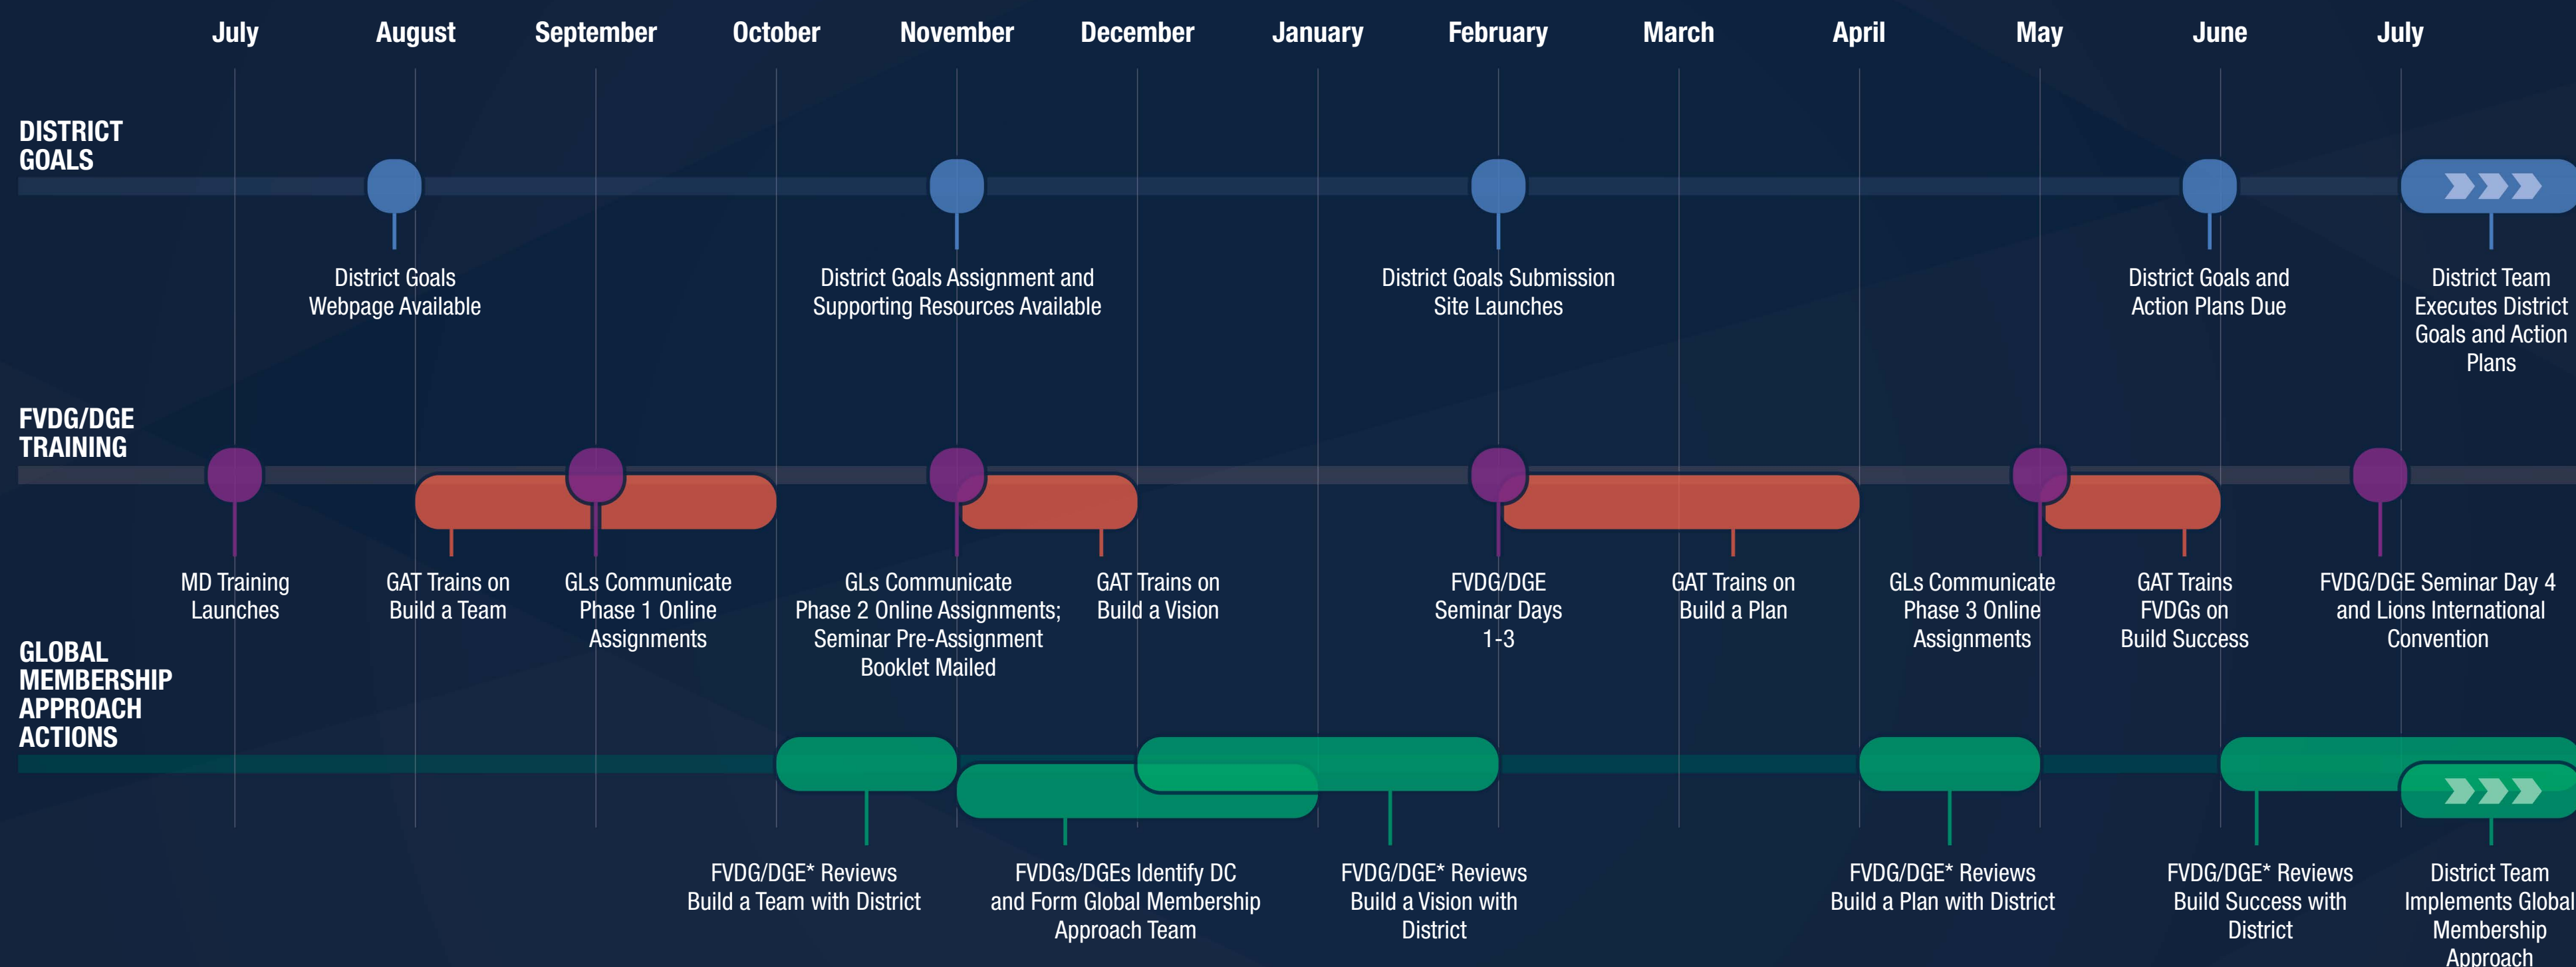 July
August
September
October
November
December
January
February
March
April
May
June
July
DISTRICT
GOALS
District Goals
Webpage Available
District Goals Assignment and
Supporting Resources Available
District Goals Submission
Site Launches
District Goals and
Action Plans Due
District Team
Executes District
Goals and Action
Plans
FVDG/DGE
TRAINING
MD Training
Launches
GAT Trains on
Build a Team
GLs Communicate
Phase 1 Online
Assignments
GLs Communicate
Phase 2 Online Assignments;
Seminar Pre-Assignment
Booklet Mailed
GAT Trains on
Build a Vision
FVDG/DGE
Seminar Days
1-3
GAT Trains on
Build a Plan
GLs Communicate
Phase 3 Online
Assignments
GAT Trains
FVDGs on
Build Success
FVDG/DGE Seminar Day 4
and Lions International
Convention
GLOBAL
MEMBERSHIP
APPROACH
ACTIONS
FVDG/DGE* Reviews
Build a Team with District
FVDGs/DGEs Identify DC
and Form Global Membership
Approach Team
FVDG/DGE* Reviews
Build a Vision with
District
FVDG/DGE* Reviews
Build a Plan with District
FVDG/DGE* Reviews
Build Success with
District
District Team
Implements Global
Membership
Approach